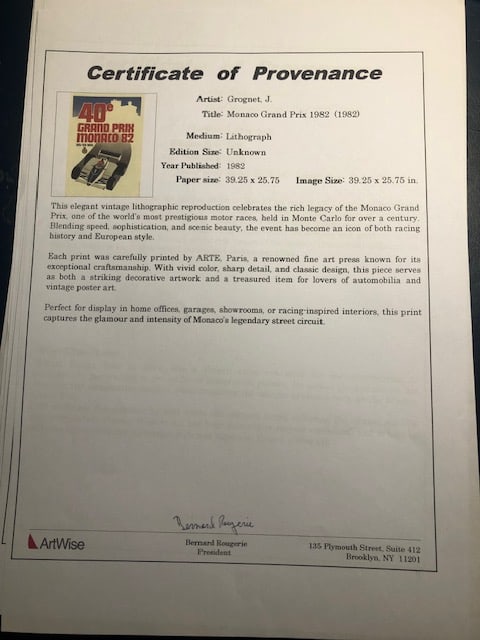 Certificate of Provenance
40e
GRAND PRIX
MONACO 82
Artist: Grognet, J.
Title: Monaco Grand Prix 1982 (1982)
Medium: Lithograph
Edition Size: Unknown
Year Published: 1982
Paper size: 39.25 x 25.75 Image Size: 39.25 x 25.75 in.
This elegant vintage lithographic reproduction celebrates the rich legacy of the Monaco Grand
Prix, one of the world's most prestigious motor races, held in Monte Carlo for over a century.
Blending speed, sophistication, and scenic beauty, the event has become an icon of both racing
history and European style.
Each print was carefully printed by ARTE, Paris, a renowned fine art press known for its
exceptional craftsmanship. With vivid color, sharp detail, and classic design, this piece serves
as both a striking decorative artwork and a treasured item for lovers of automobilia and
vintage poster art.
Perfect for display in home offices, garages, showrooms, or racing-inspired interiors, this print
captures the glamour and intensity of Monaco's legendary street circuit.
Bernard Rougerie
ArtWise
Bernard Rougerie
President
135 Plymouth Street, Suite 412
Brooklyn, NY 11201